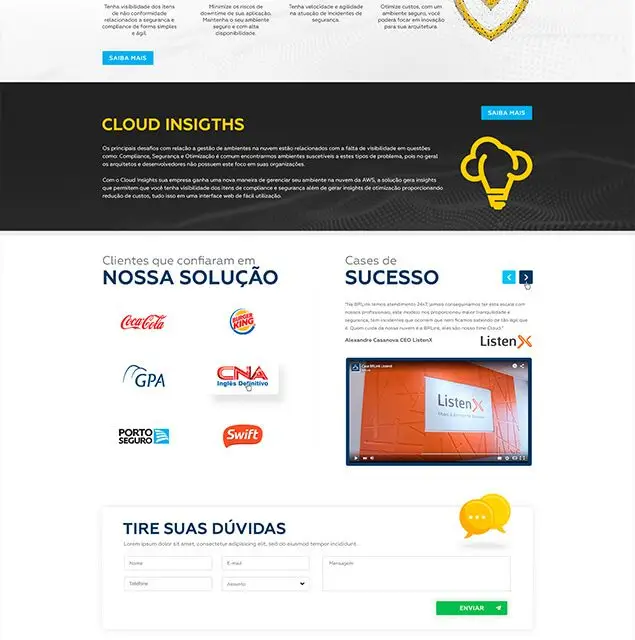 Tenha visibilidade dos itens
de não conformidade
relacionados a segurança e
compliance de forma simples
e ágil.
Minimize os riscos de
downtime de sua aplicação.
Mantenha o seu ambiente
seguro e com alta
disponibilidade.
Tenha velocidade e agilidade
na atuação de incidentes de
segurança.
Otimize custos, com um
ambiente seguro, você
poderá focar em inovação
para sua arquitetura.
SAIBA MAIS
SAIBA MAIS
CLOUD INSIGTHS
Os principais desafios com relação a gestão de ambientes na nuvem estão relacionados com a falta de visibilidade em questões
como: Compliance, Segurança e Otimização é comum encontrarmos ambientes suscetíveis a estes tipos de problema, pois no geral
os arquitetos e desenvolvedores não possuem este foco em suas organizações.
Com o Cloud Insights sua empresa ganha uma nova maneira de gerenciar seu ambiente na nuvem da AWS, a solução gera insights
que permitem que você tenha visibilidade dos itens de compliance e segurança além de gerar insights de otimização proporcionando
redução de custos, tudo isso em uma interface web de fácil utilização.
Clientes que confiaram em
NOSSA SOLUÇÃO
Coca-Cola
BURGER
KING
GPA
CNA
Inglês Definitivo
PORTO
SEGURO
Swift
Cases de
SUCESSO
"Na BPLink temos atendimento 24x7, jamais conseguiríamos ter esta escala com
nossos profissionais, este modelo nos proporcionou maior tranquilidade e
segurança, tem incidentes que ocorrem que nem ficamos sabendo de tão ágil que
é. Quem cuida da nossa nuvem é a BPLink, eles são nosso time Cloud."
Alexandre Casanova CEO ListenX
ListenX
ListenX
TIRE SUAS DÚVIDAS
Lorem ipsum dolor sit amet, consectetur adipisicing elit, sed do eiusmod tempor incididunt.
Nome
E-mail
Mensagem
Telefone
Assunto
ENVIAR